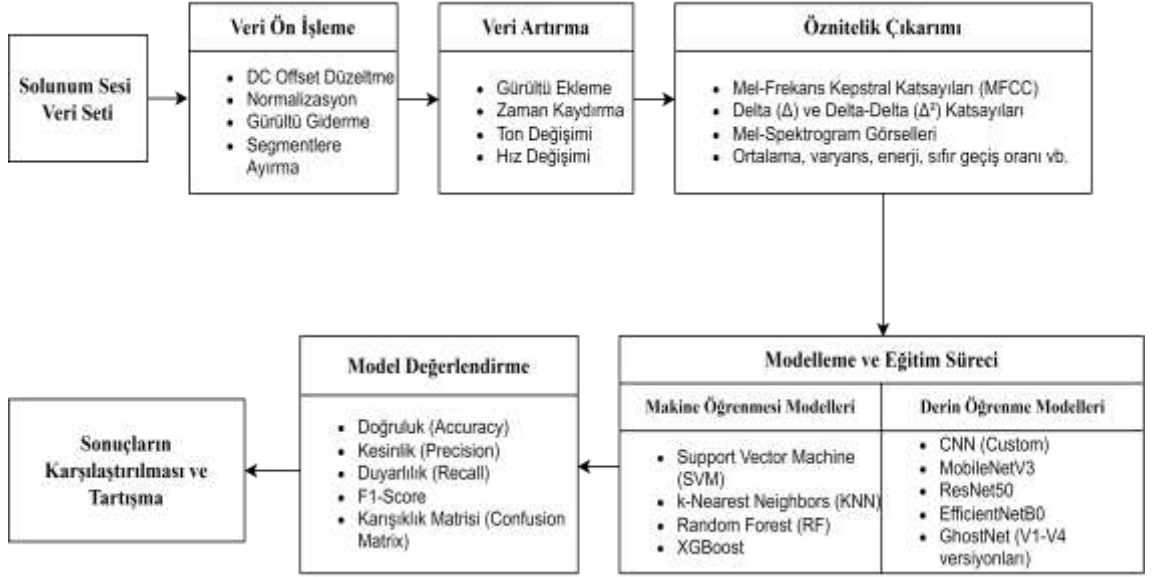 Solunum Sesi
Veri Seti
Veri Ön İşleme
• DC Offset Düzeltme
• Normalizasyon
• Gürültü Giderme
• Segmentlere
Ayırma
Veri Artırma
• Gürültü Ekleme
• Zaman Kaydırma
• Ton Değişimi
• Hız Değişimi
Öznitelik Çıkarımı
• Mel-Frekans Kepstral Katsayıları (MFCC)
• Delta (Δ) ve Delta-Delta (Δ²) Katsayıları
• Mel-Spektrogram Görselleri
• Ortalama, varyans, enerji, sıfır geçiş oranı vb.
Modelleme ve Eğitim Süreci
Makine Öğrenmesi Modelleri
• Support Vector Machine
(SVM)
• k-Nearest Neighbors (KNN)
• Random Forest (RF)
• XGBoost
Derin Öğrenme Modelleri
• CNN (Custom)
• MobileNetV3
• ResNet50
• EfficientNetB0
• GhostNet (V1-V4
versiyonları)
Model Değerlendirme
• Doğruluk (Accuracy)
• Kesinlik (Precision)
• Duyarlılık (Recall)
• F1-Score
• Karışıklık Matrisi (Confusion
Matrix)
Sonuçların
Karşılaştırılması ve
Tartışma